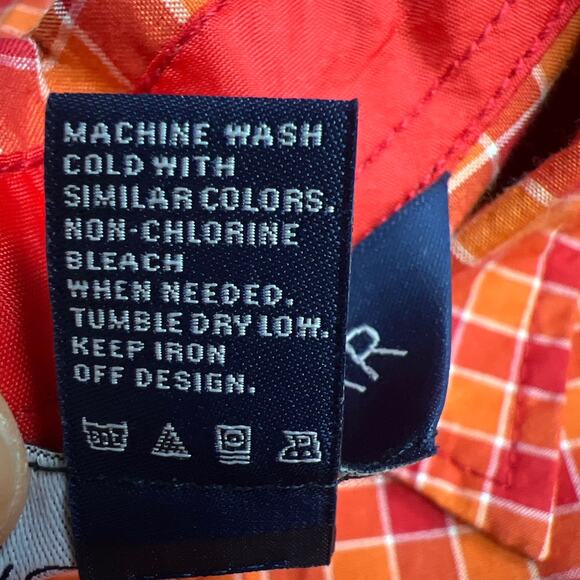 MACHINE WASH
COLD WITH
SIMILAR COLORS.
NON-CHLORINE
BLEACH
WHEN NEEDED.
TUMBLE DRY LOW.
KEEP IRON
OFF DESIGN.